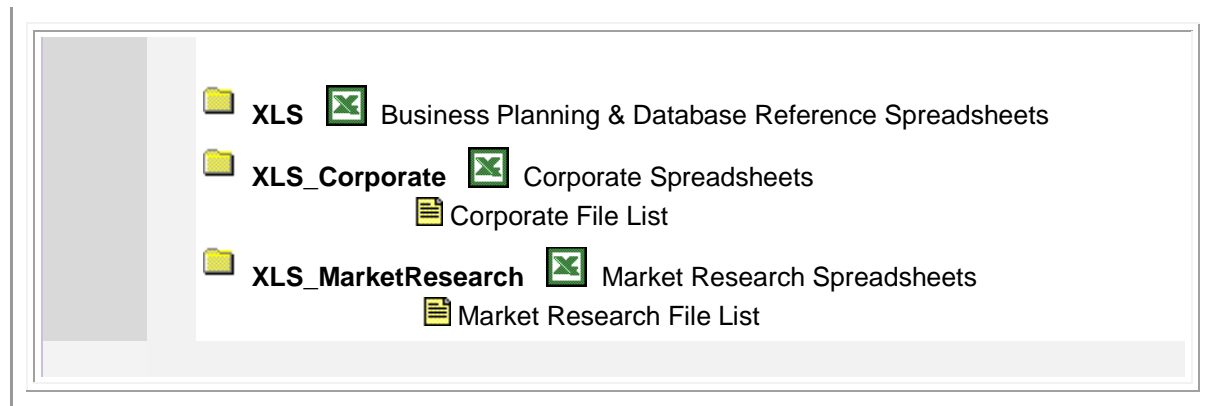 XLS Business Planning & Database Reference Spreadsheets
XLS_Corporate Corporate Spreadsheets
Corporate File List
XLS_MarketResearch Market Research Spreadsheets
Market Research File List